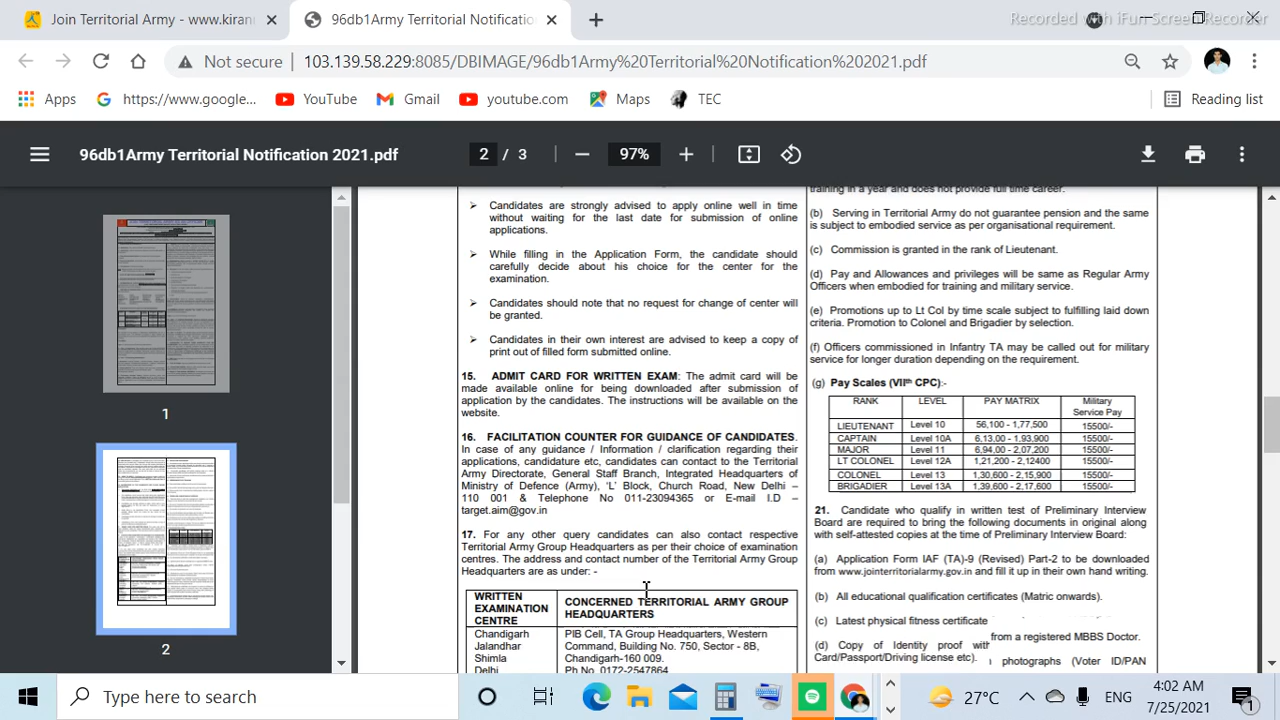 Join Territorial Army - www.kiran
96db1Army Territorial Notificatio
Recorded with iFun Screen Recorder
Not secure
103.139.58.229:8085/DBIMAGE/96db1Army%20Territorial%20Notification%202021.pdf
Apps
https://www.google...
YouTube
Gmail
youtube.com
Maps
TEC
Reading list
96db1Army Territorial Notification 2021.pdf
2 / 3
97%
1
2
Candidates are strongly advised to apply online well in time
without waiting for the last date for submission of online
applications.
While filling in the Application Form, the candidate should
carefully decide about his choice for the center for the
examination.
Candidates should note that no request for change of center will
be granted.
Candidates in their own interest are advised to keep a copy of
print out of filled form submitted online.
15. ADMIT CARD FOR WRITTEN EXAM: The admit card will be
made available online for being downloaded after submission of
application by the candidates. The instructions will be available on the
website.
16. FACILITATION COUNTER FOR GUIDANCE OF CANDIDATES.
In case of any guidance / Information / clarification regarding their
applications, candidature etc, candidates can contact to the Territorial
Army Directorate, General Staff Branch, Integrated Headquarters of
Ministry of Defence (Army), 'L' Block, Church Road, New Delhi –
110 001 & Telephone No 011-23094365 or E-mail I.D –
target.aim@gov.in
17. For any other query candidates can also contact respective
Territorial Army Group Headquarters as per their choice of examination
centres. The address and contact number of the Territorial Army Group
Headquarters are as under: -
WRITTEN
EXAMINATION
CENTRE
CONCERNED TERRITORIAL ARMY GROUP
HEADQUARTERS
Chandigarh
Jalandhar
Shimla
Delhi
PIB Cell, TA Group Headquarters, Western
Command, Building No. 750, Sector - 8B,
Chandigarh-160 009.
Ph No. 0172-2547864
training in a year and does not provide full time career.
(b) Serving in Territorial Army do not guarantee pension and the same
is subject to embodied service as per organisational requirement.
(c) Commission is granted in the rank of Lieutenant.
(d) Pay and Allowances and privileges will be same as Regular Army
Officers when embodied for training and military service.
(e) Promotions up to Lt Col by time scale subject to fulfilling laid down
criteria. Promotion to Colonel and Brigadier by selection.
(f) Officers commissioned in Infantry TA may be called out for military
service for longer duration depending on the requirement.
(g) Pay Scales (VIIth CPC):-
RANK LEVEL PAY MATRIX Military
Service Pay
LIEUTENANT Level 10 56,100 - 1,77,500 15500/-
CAPTAIN Level 10A 6,13,00 - 1,93,900 15500/-
MAJOR Level 11 6,94,00 - 2,07,200 15500/-
LT COLONEL Level 12A 1,21,200 - 2,12400 15500/-
COLONEL Level 13 1,30,600 - 2,15,900 15500/-
BRIGADIER Level 13A 1,39,600 - 2,17,600 15500/-
21. Candidate who qualify in written test of Preliminary Interview
Board are required to bring the following documents in original along
with self-attested copies at the time of Preliminary Interview Board:
(a) Application Form IAF (TA)-9 (Revised) Part-2 to be downloaded
from www.jointerritorialarmy.gov.in and fill it up in their own hand writing.
(b) All educational qualification certificates (Matric onwards).
(c) Latest physical fitness certificate
from a registered MBBS Doctor.
(d) Copy of Identity proof with
photographs (Voter ID/PAN
Card/Passport/Driving license etc).
Type here to search
27°C
ENG
4:02 AM
7/25/2021
1